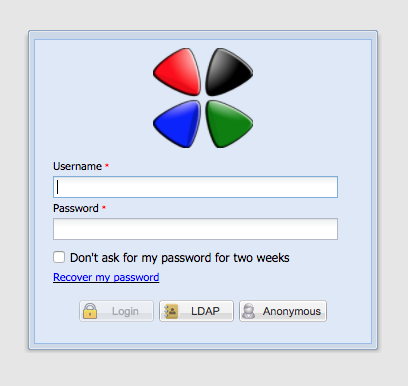 Username *
Password *
Don't ask for my password for two weeks
Recover my password
Login LDAP Anonymous